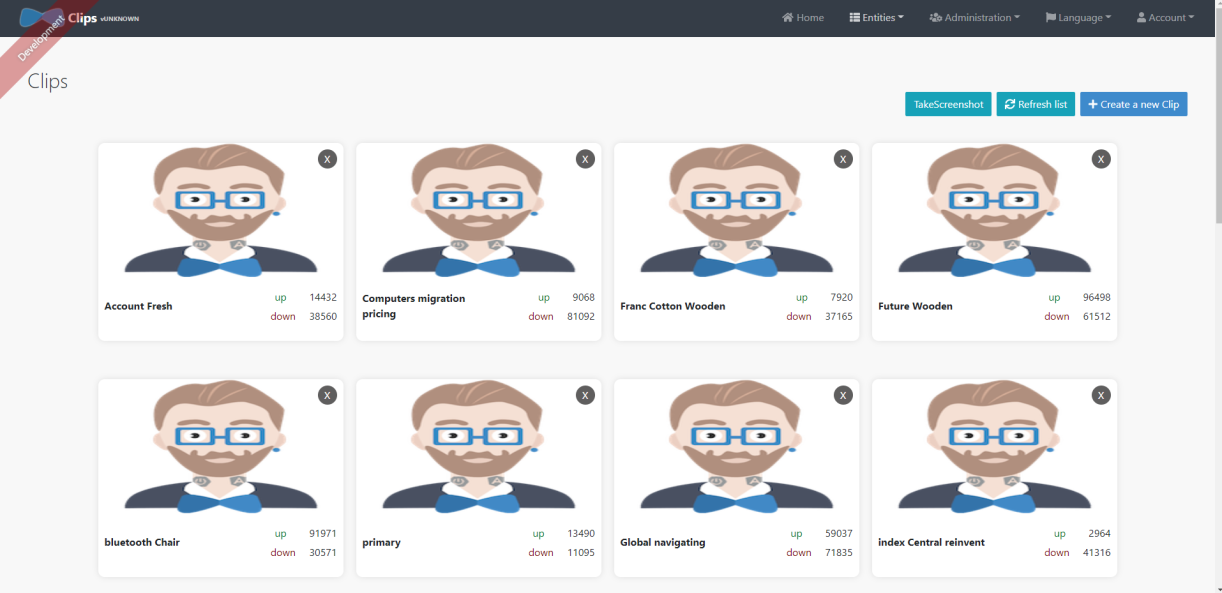 Clips vUNKNOWN
Home Entities Administration Language Account
Development
Clips
TakeScreenshot Refresh list Create a new Clip
X X X X
Account Fresh
up 14432
down 38560
Computers migration
pricing
up 9068
down 81092
Franc Cotton Wooden
up 7920
down 37165
Future Wooden
up 96498
down 61512
X X X X
bluetooth Chair
up 91971
down 30571
primary
up 13490
down 11095
Global navigating
up 59037
down 71835
index Central reinvent
up 2964
down 41316